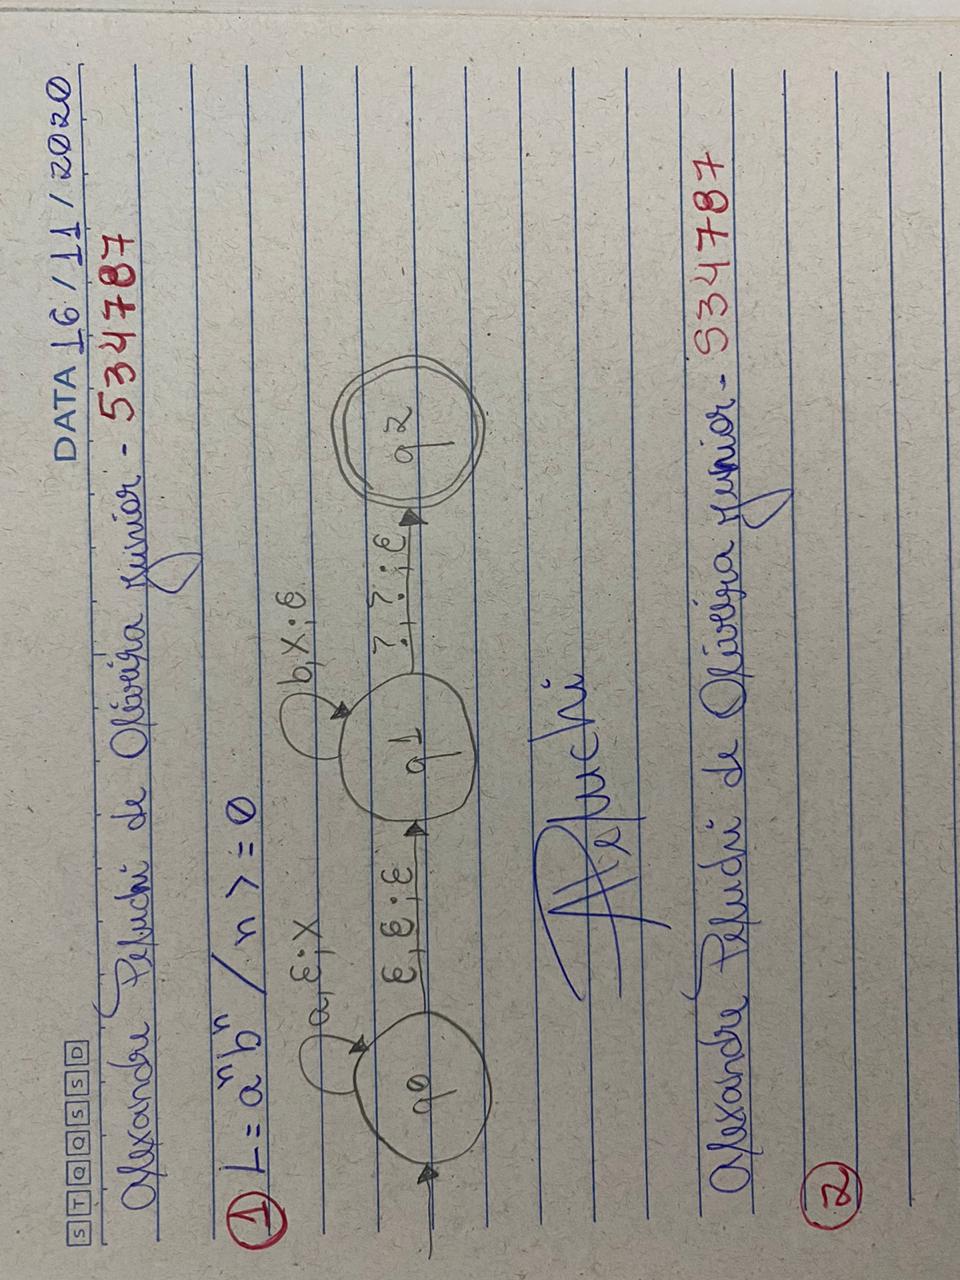 S T Q Q S S D DATA 16/11/2020
Alexandre Peluchi de Oliveira Junior - 534787
1 L = aⁿbⁿ / n >= 0
a,ε;X b,X;ε
ε,ε;ε ?,?;ε
q0 q1 q2
APeluchi
Alexandre Peluchi de Oliveira Junior - 534787
2